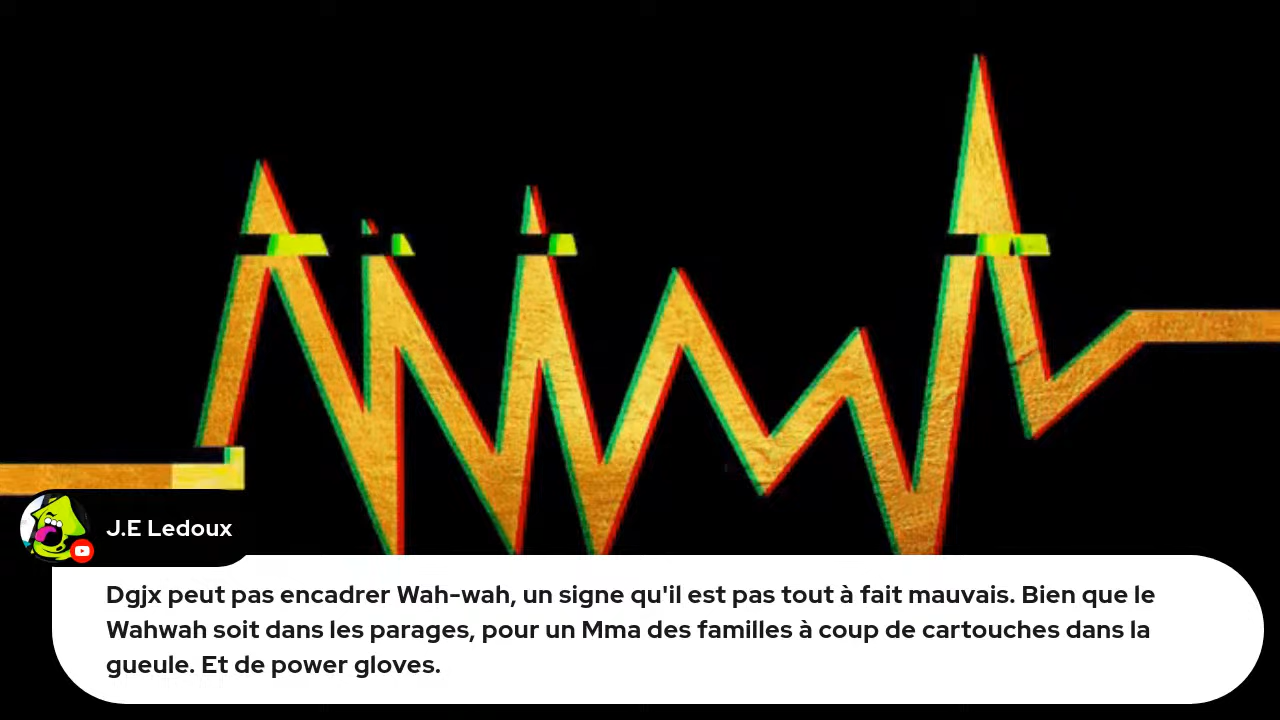 J.E Ledoux
Dgjx peut pas encadrer Wah-wah, un signe qu'il est pas tout à fait mauvais. Bien que le
Wahwah soit dans les parages, pour un Mma des familles à coup de cartouches dans la
gueule. Et de power gloves.